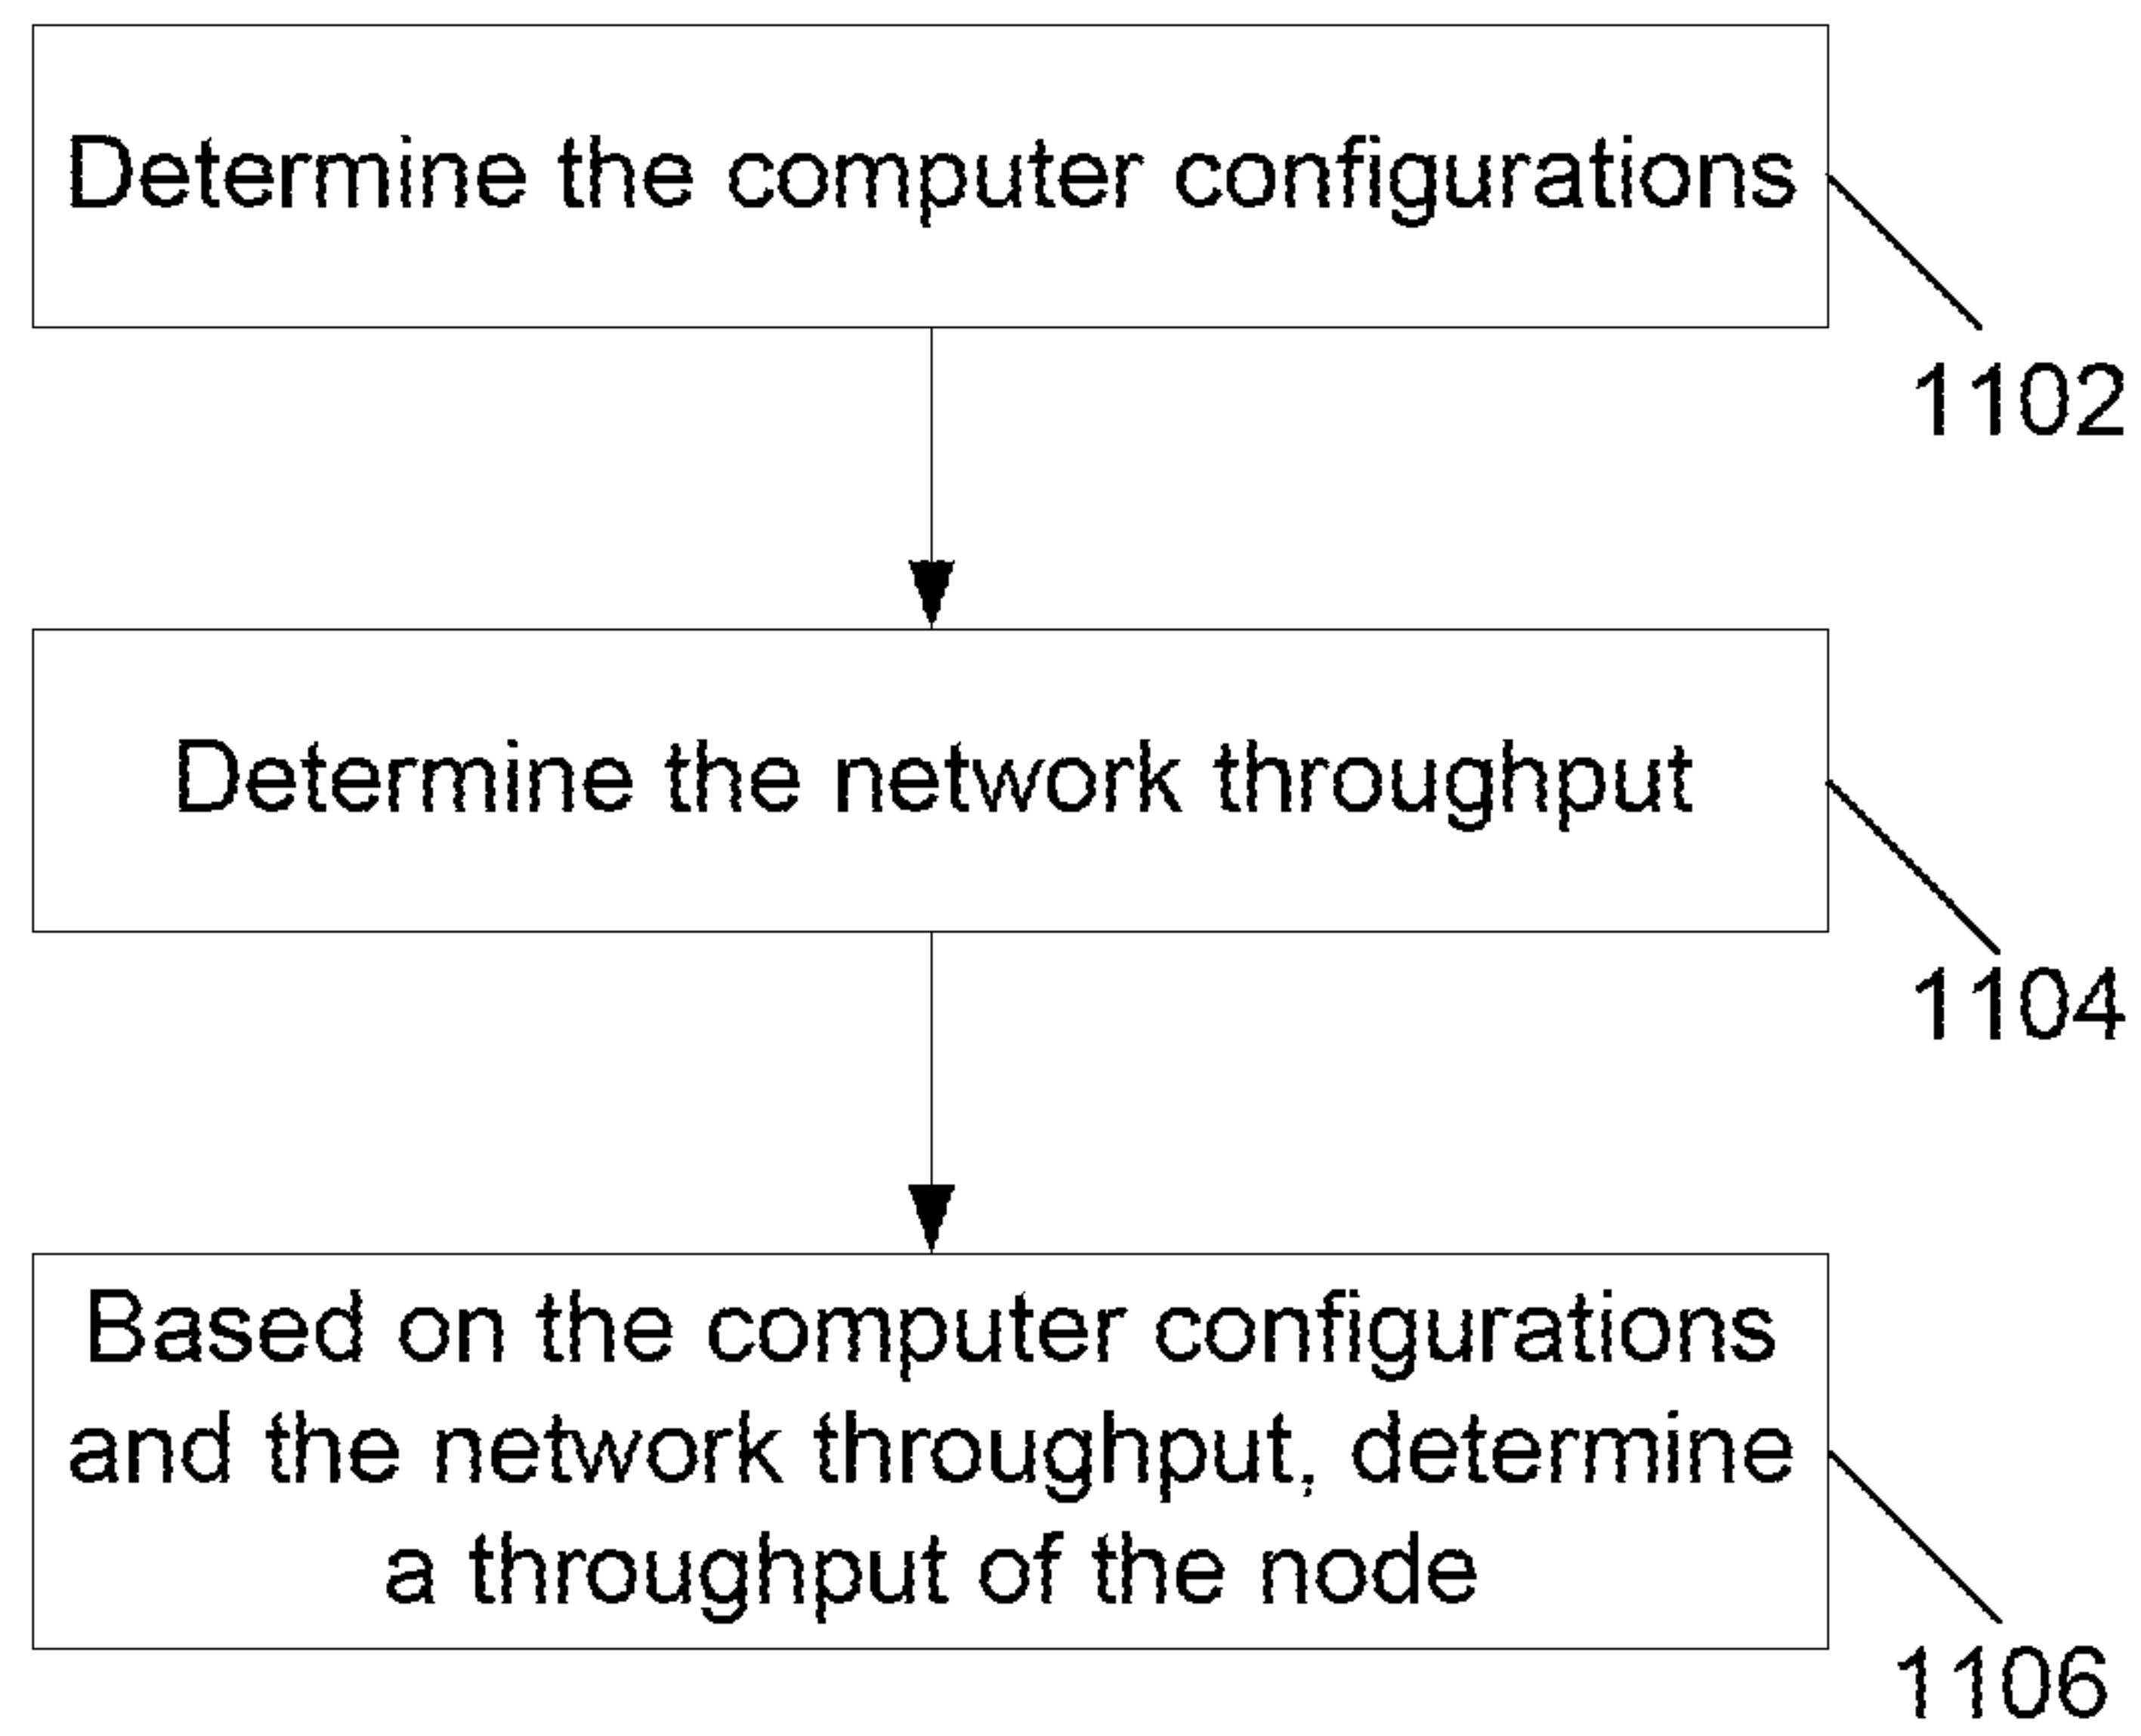 Determine the computer configurations
1102
Determine the network throughput
1104
Based on the computer configurations
and the network throughput, determine
a throughput of the node
1106